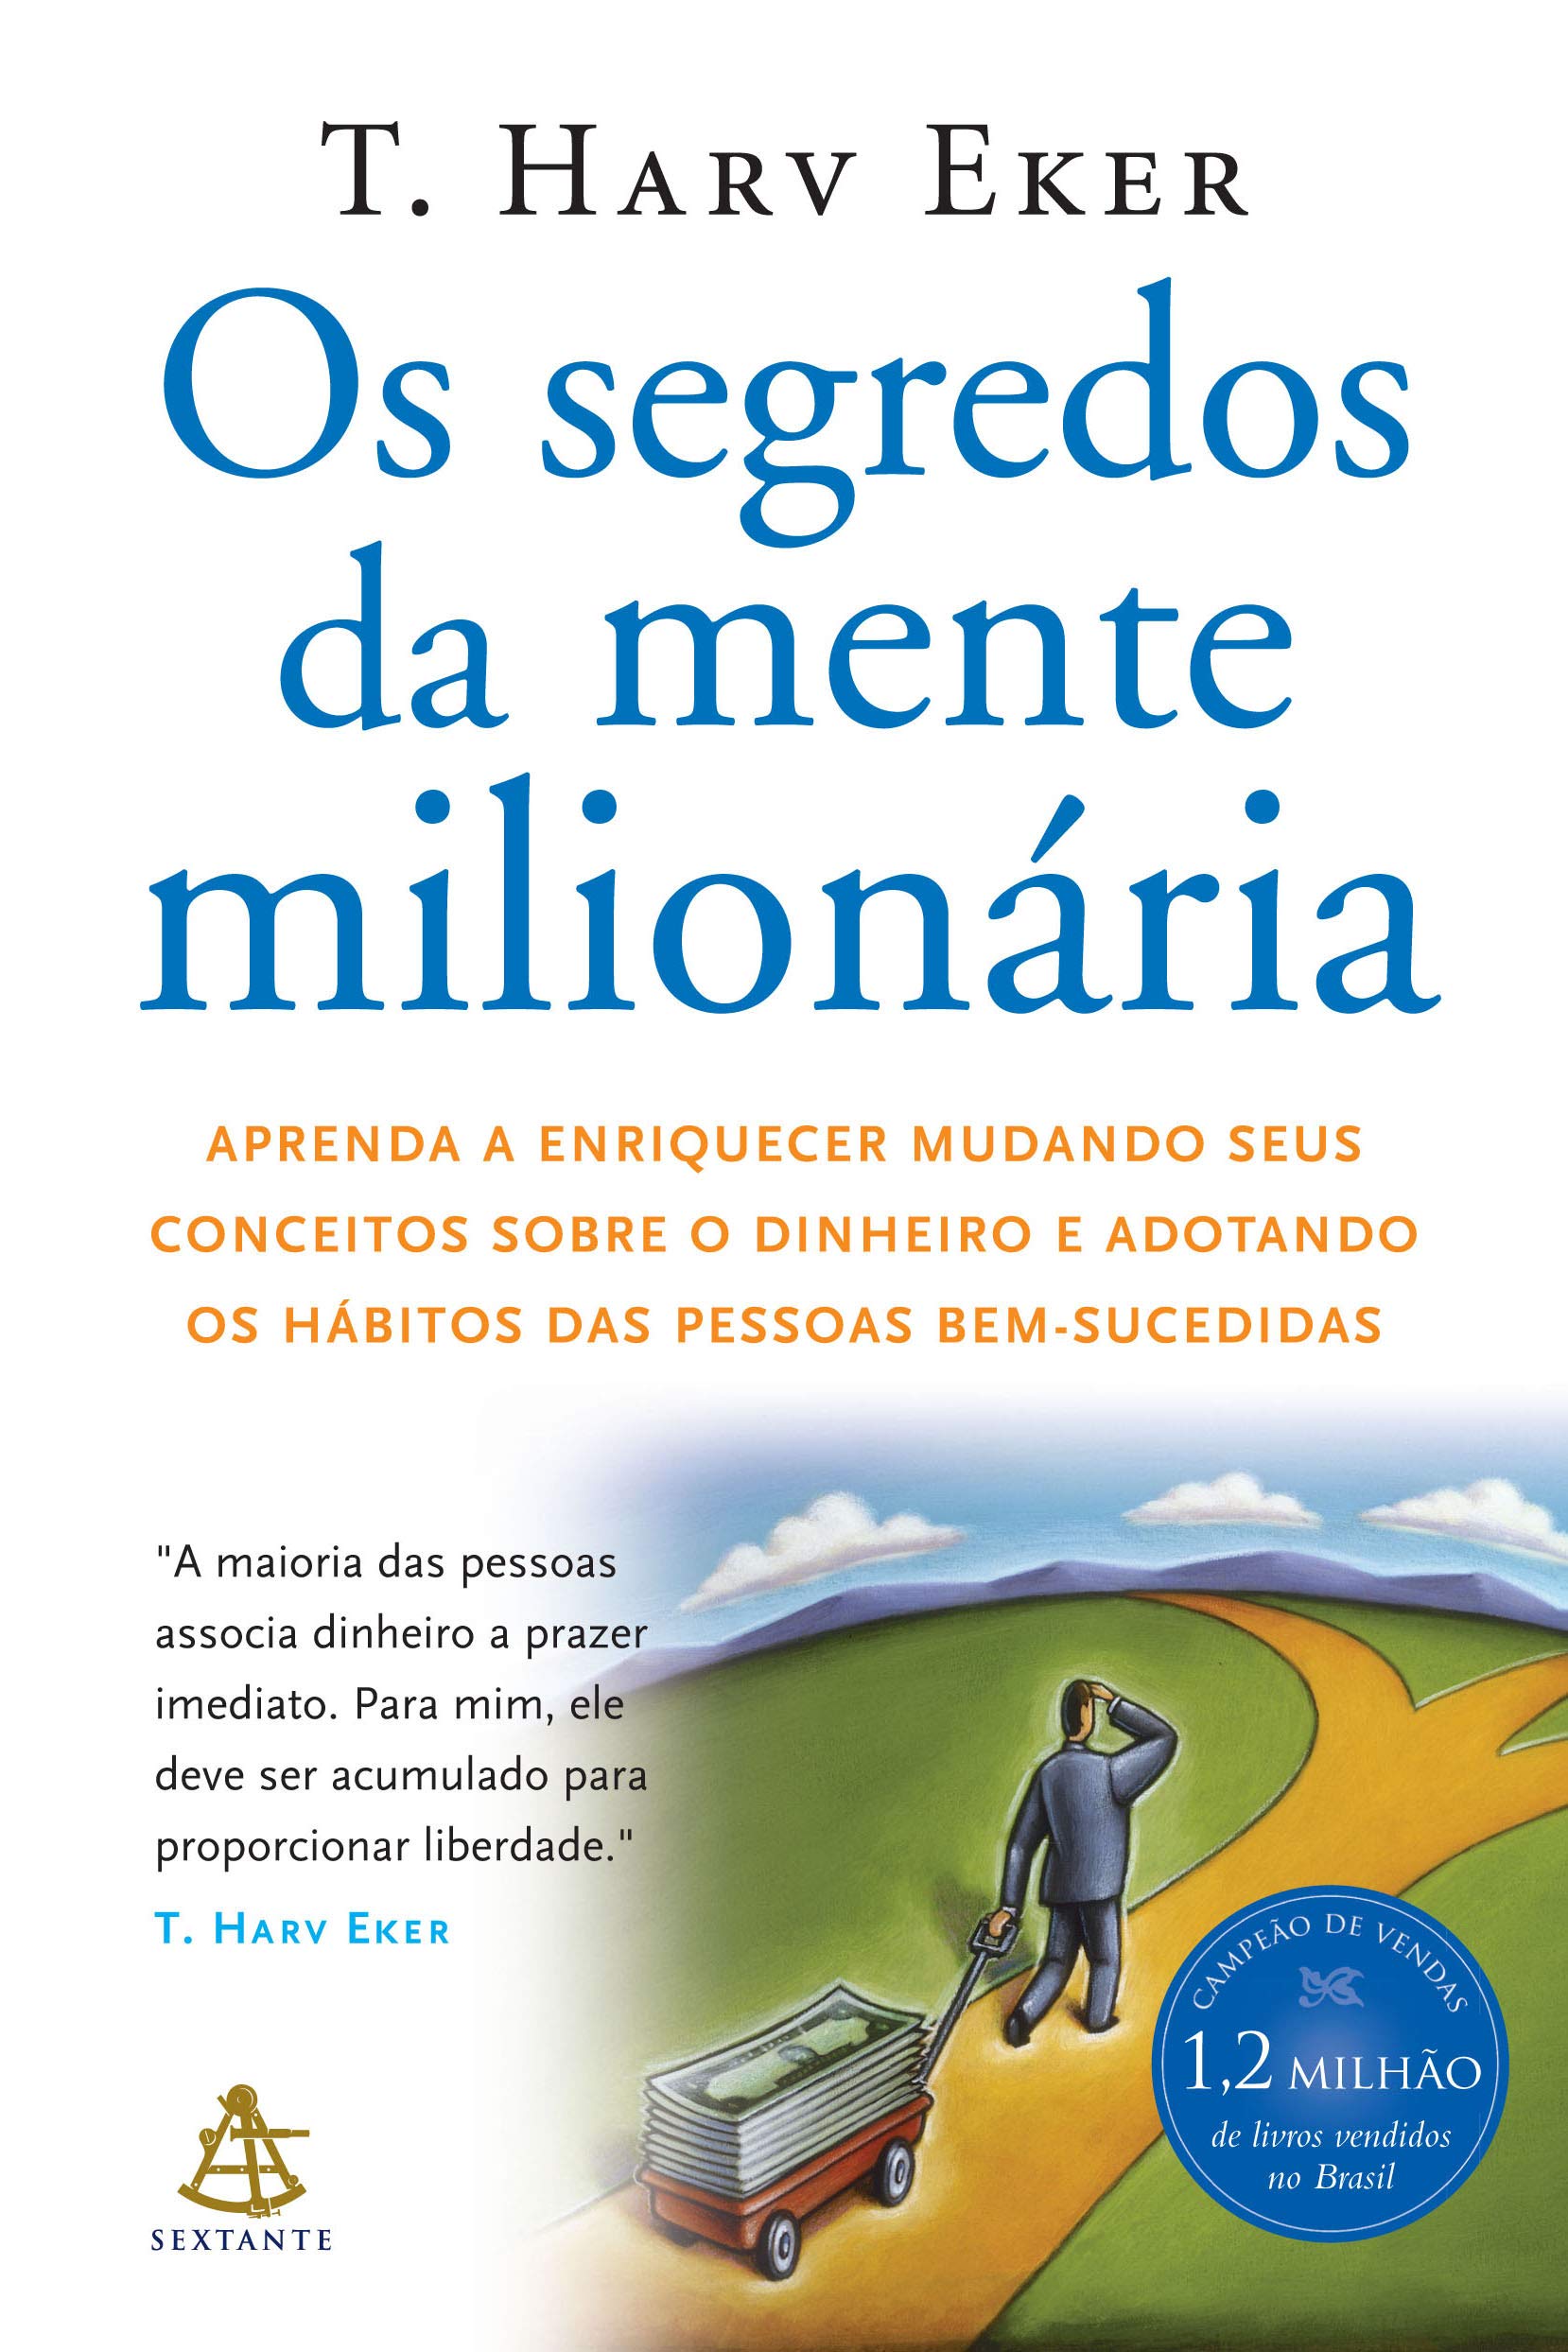 T. HARV EKER
Os segredos
da mente
milionária
APRENDA A ENRIQUECER MUDANDO SEUS
CONCEITOS SOBRE O DINHEIRO E ADOTANDO
OS HÁBITOS DAS PESSOAS BEM-SUCEDIDAS
"A maioria das pessoas
associa dinheiro a prazer
imediato. Para mim, ele
deve ser acumulado para
proporcionar liberdade."
T. HARV EKER
CAMPEÃO DE VENDAS
1,2 MILHÃO
de livros vendidos
no Brasil
SEXTANTE